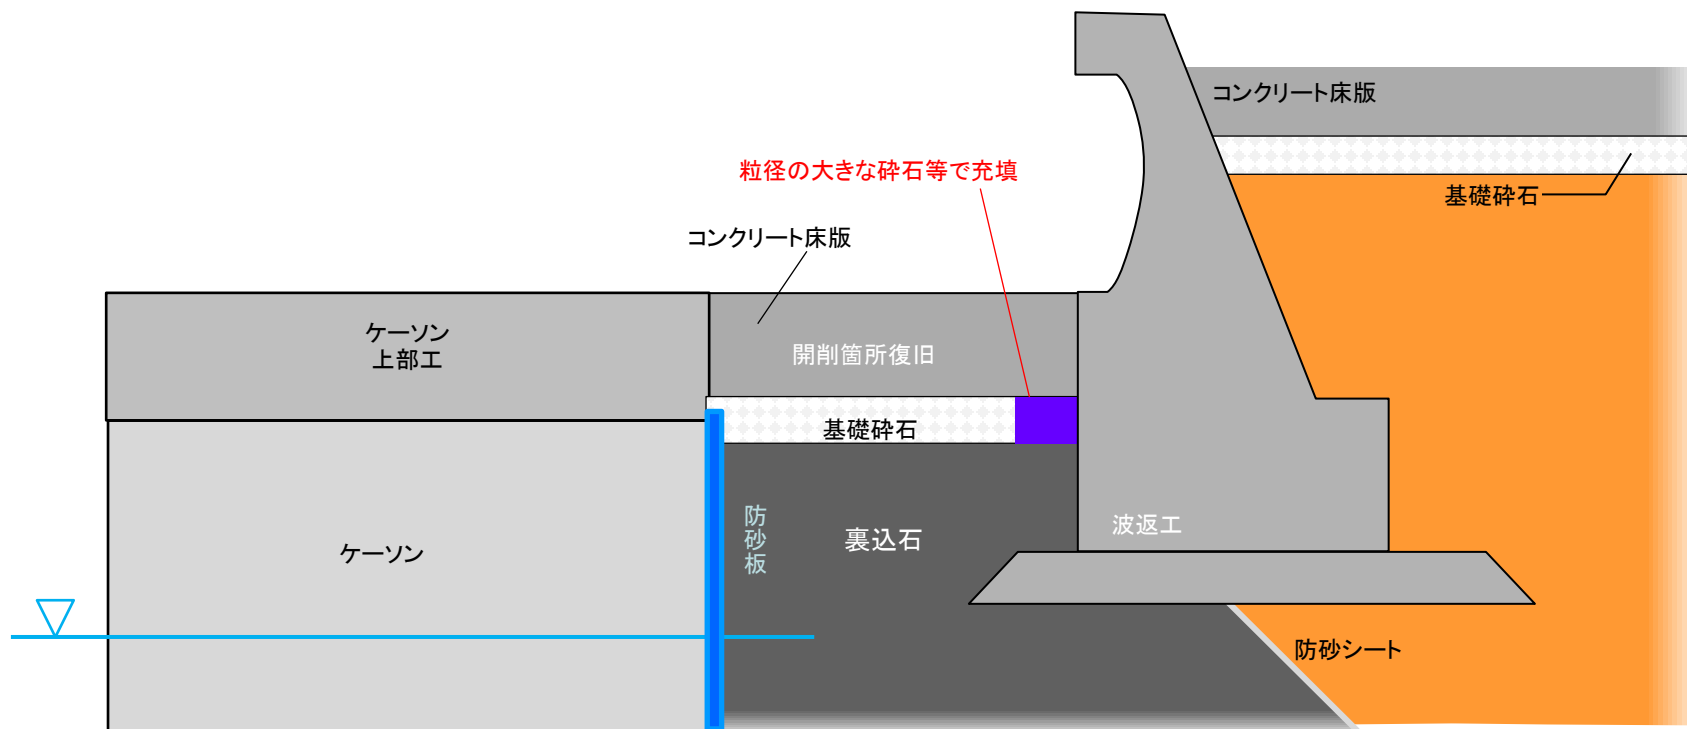 コンクリート床版
粒径の大きな砕石等で充填
基礎砕石
コンクリート床版
ケーソン
上部工
開削箇所復旧
基礎砕石
防砂板
裏込石
波返工
ケーソン
防砂シート